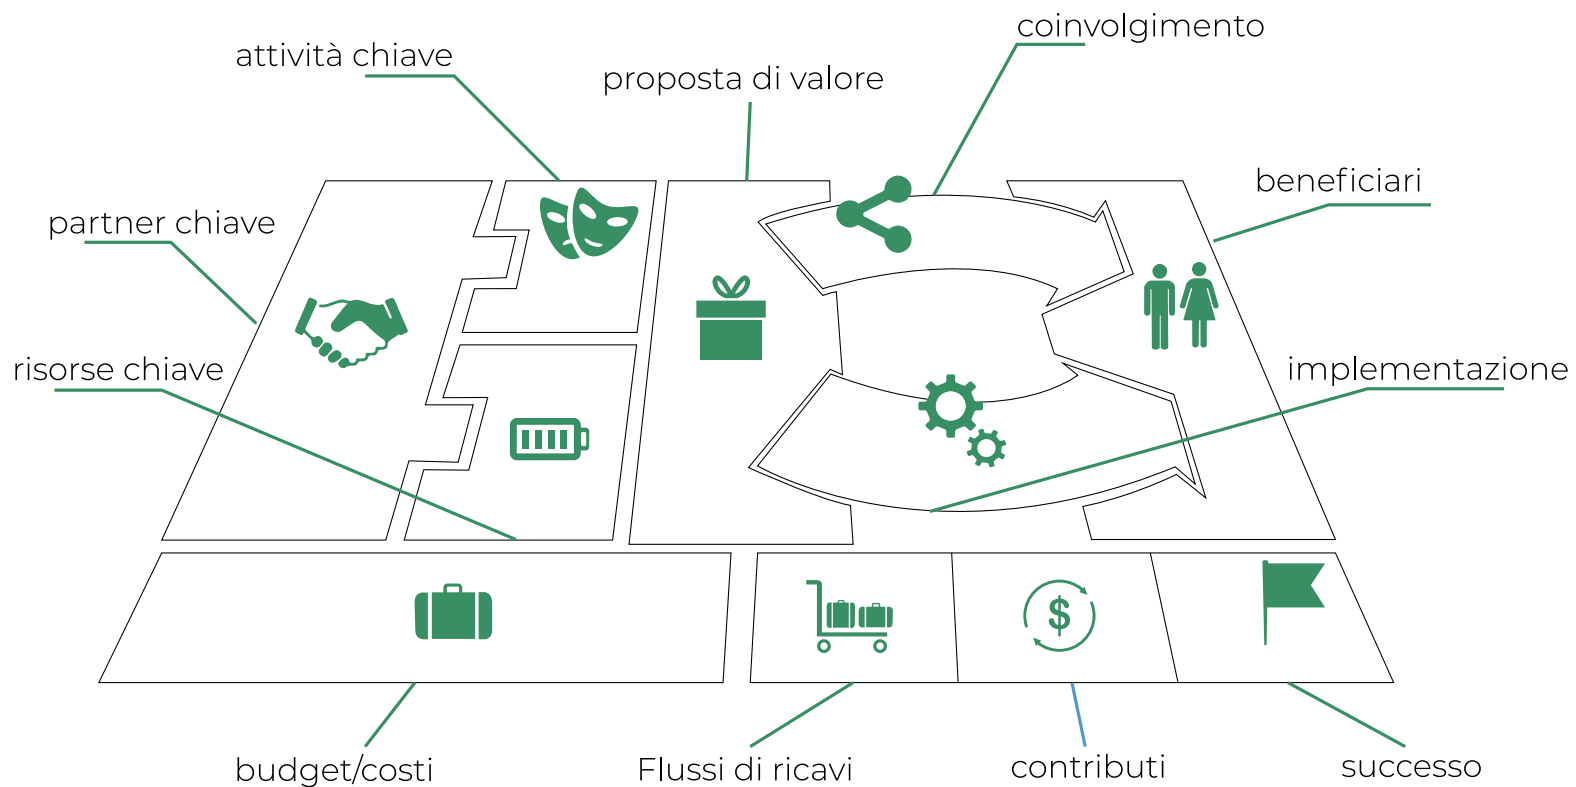 coinvolgimento
attività chiave
proposta di valore
beneficiari
partner chiave
risorse chiave
implementazione
$
budget/costi
Flussi di ricavi
contributi
successo